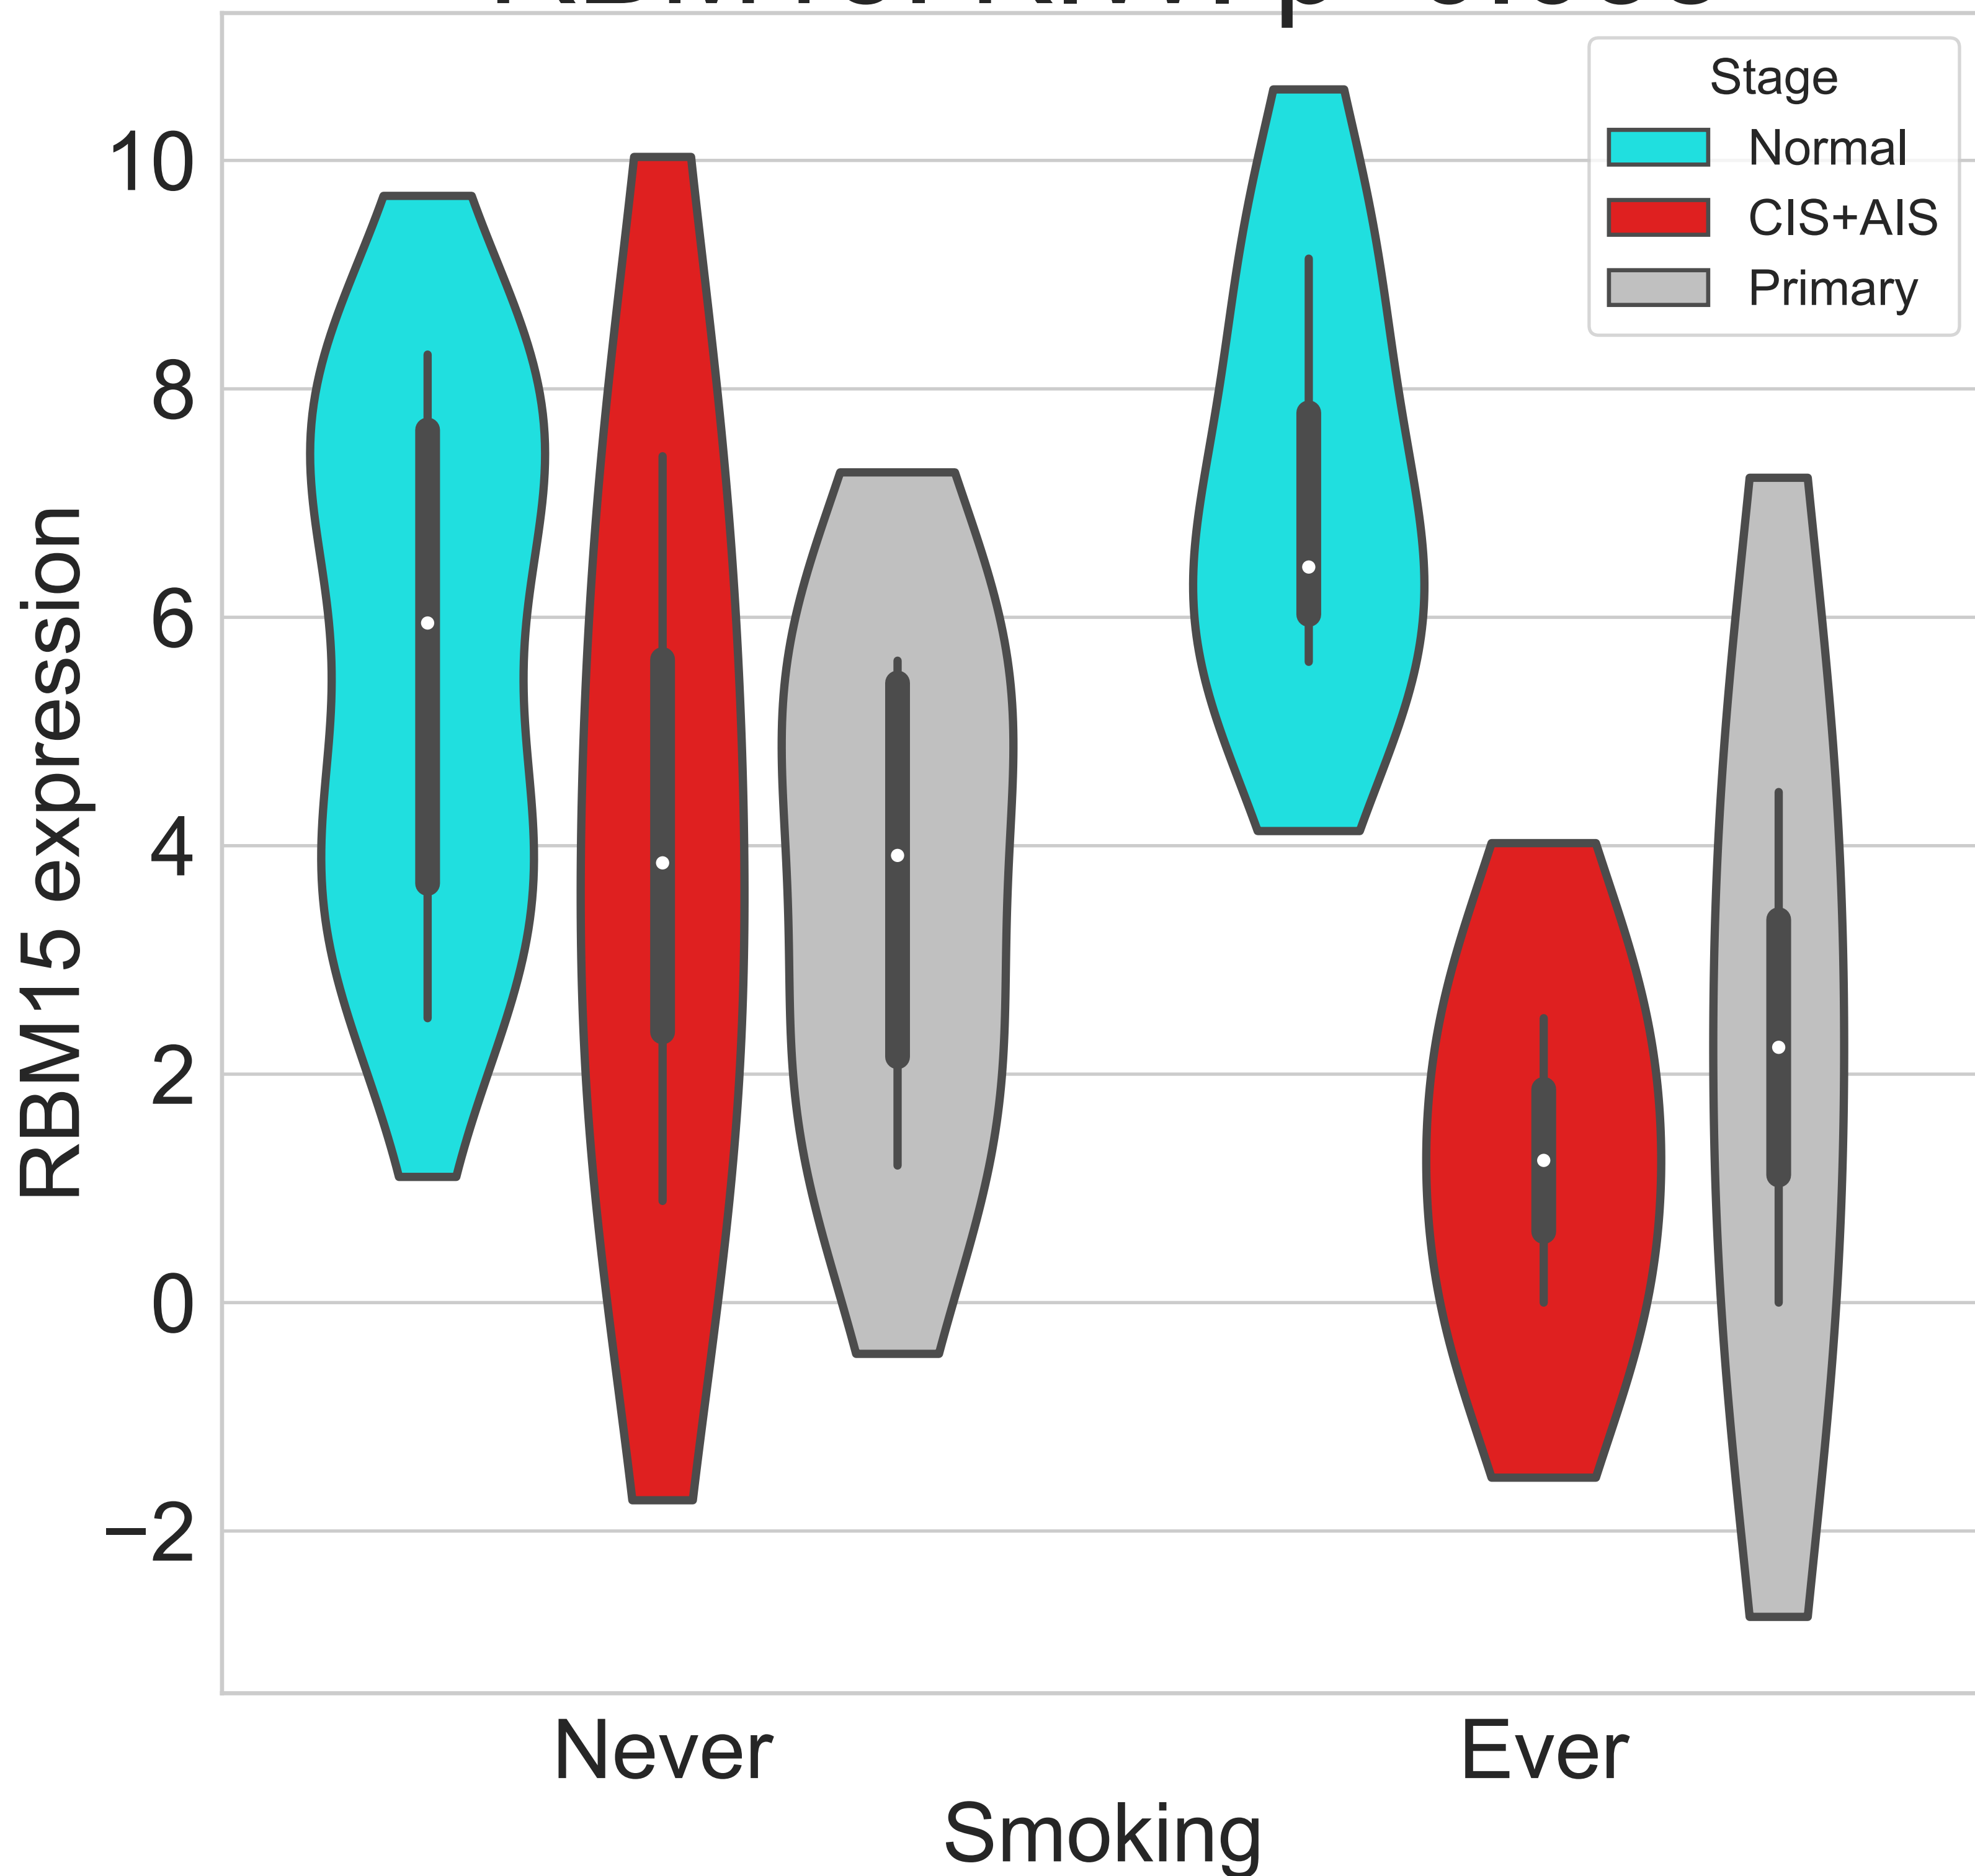 Stage
Normal
CIS+AIS
Primary
10
8
6
4
2
0
−2
RBM15 expression
Never
Ever
Smoking